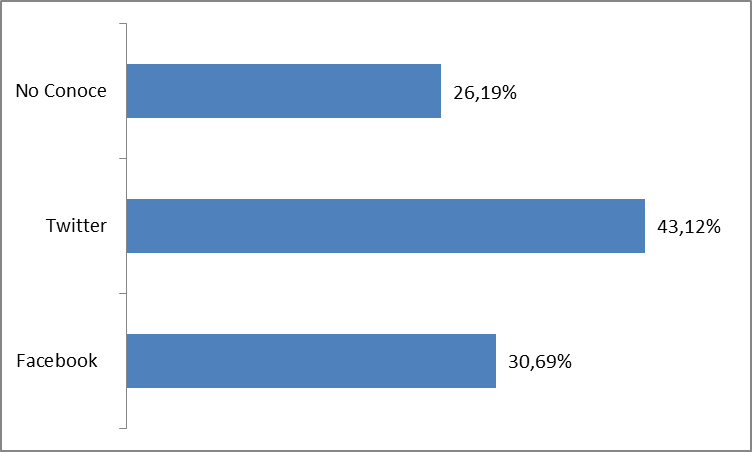 No Conoce
26,19%
Twitter
43,12%
Facebook
30,69%